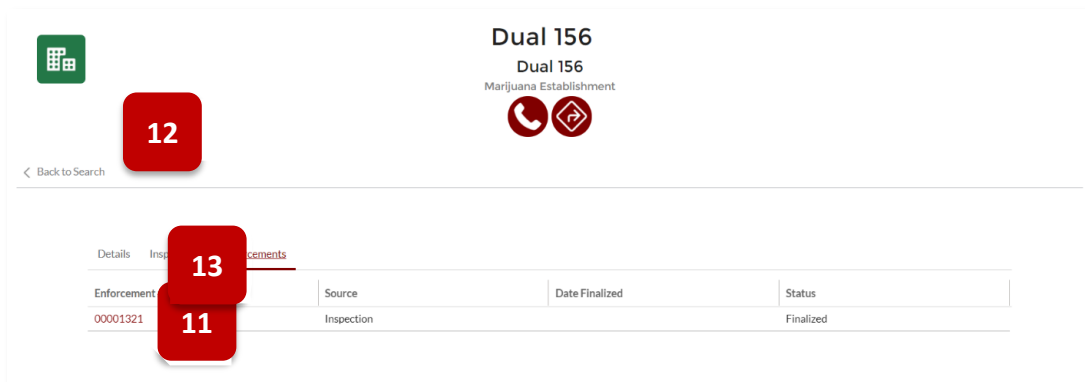 Dual 156
Dual 156
Marijuana Establishment
12
Back to Search
Details
13
Enforcement Source Date Finalized Status
00001321 11 Inspection Finalized